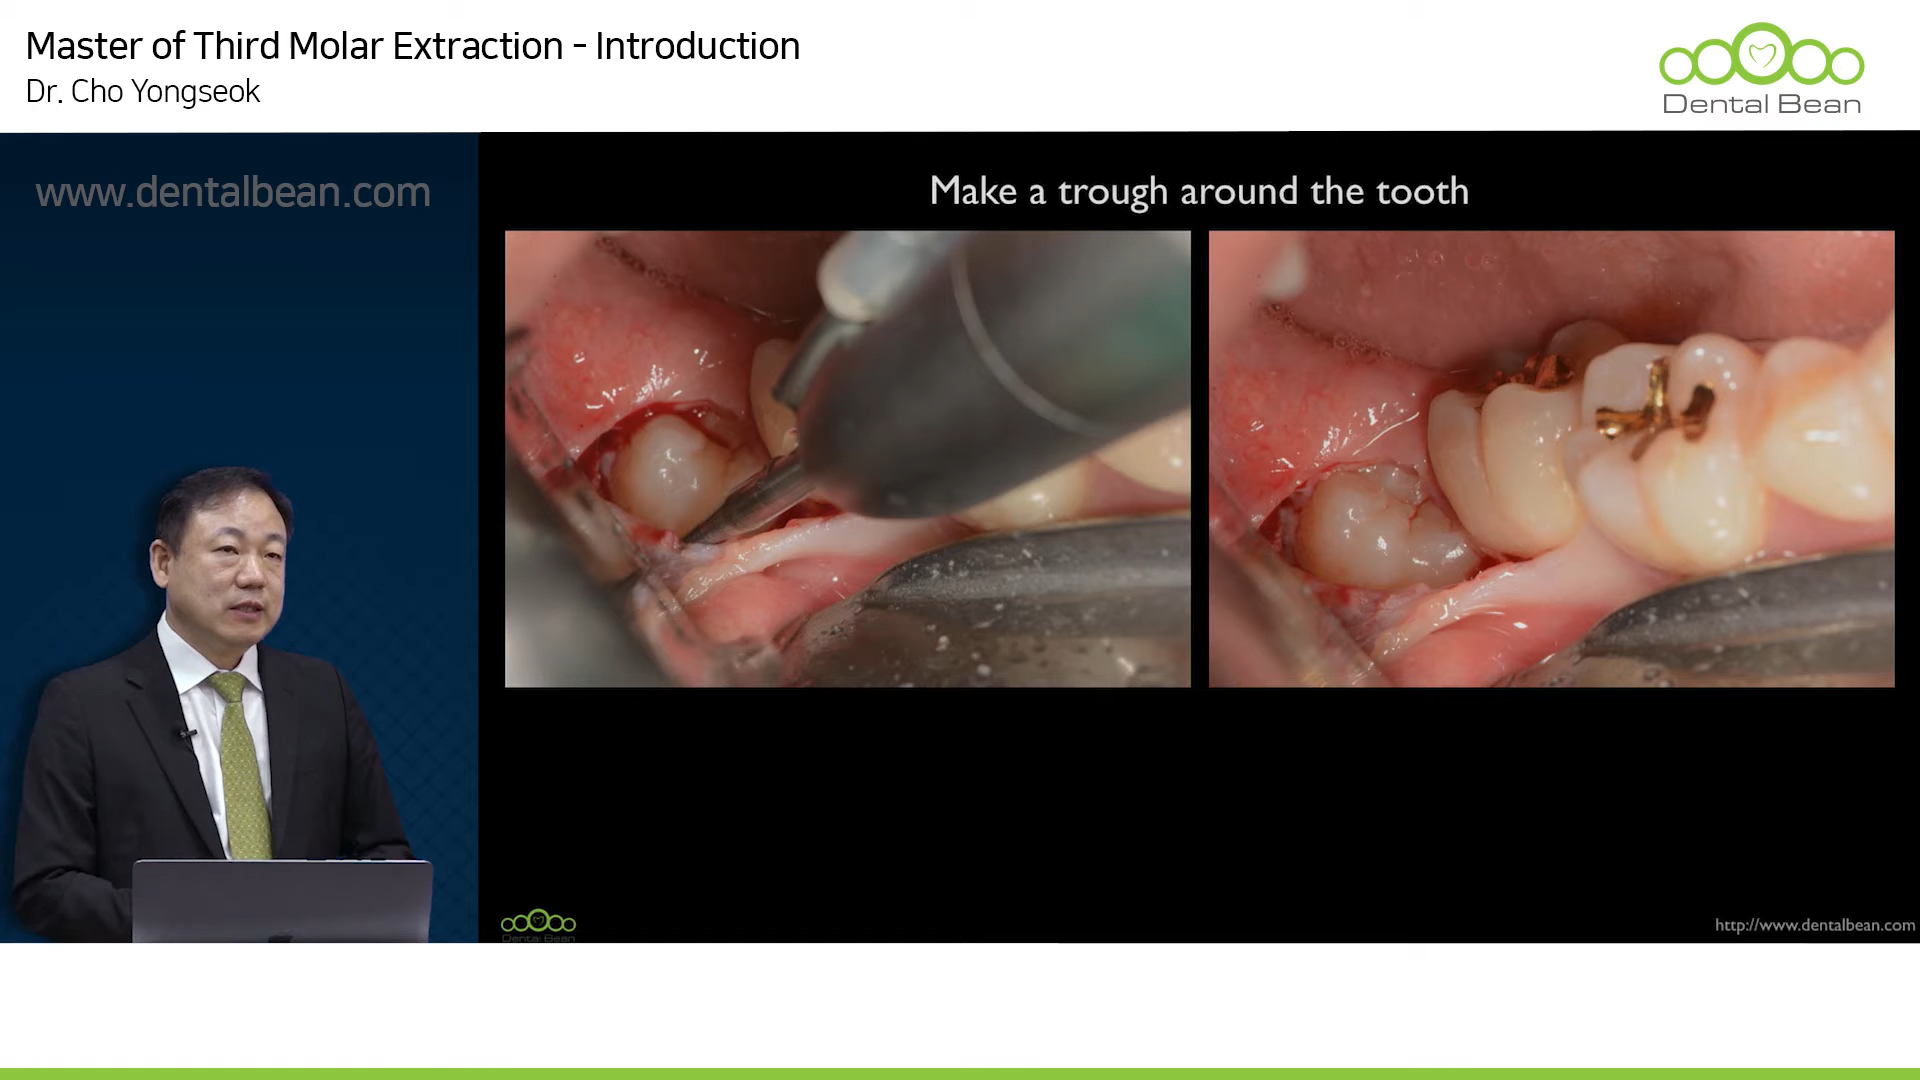 Master of Third Molar Extraction - Introduction
Dr. Cho Yongseok
Dental Bean
www.dentalbean.com
Make a trough around the tooth
Dental Bean
http://www.dentalbean.com